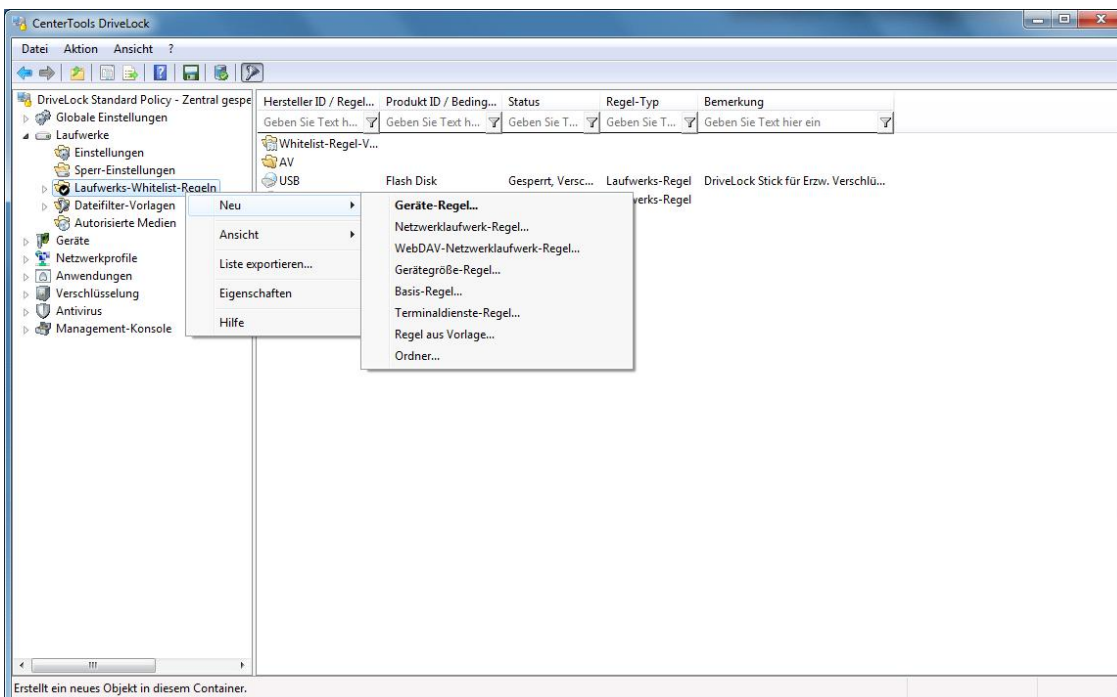 CenterTools DriveLock
Datei Aktion Ansicht ?
DriveLock Standard Policy - Zentral gespe
Globale Einstellungen
Laufwerke
Einstellungen
Sperr-Einstellungen
Laufwerks-Whitelist-Regeln
Dateifilter-Vorlagen
Autorisierte Medien
Geräte
Netzwerkprofile
Anwendungen
Verschlüsselung
Antivirus
Management-Konsole
Hersteller ID / Regel... Produkt ID / Beding... Status Regel-Typ Bemerkung
Geben Sie Text h... Geben Sie Text h... Geben Sie T... Geben Sie T... Geben Sie Text hier ein
Whitelist-Regel-V...
AV
USB Flash Disk Gesperrt, Versc... Laufwerks-Regel DriveLock Stick für Erzw. Verschlü...
werks-Regel
Neu
Ansicht
Liste exportieren...
Eigenschaften
Hilfe
Geräte-Regel...
Netzwerklaufwerk-Regel...
WebDAV-Netzwerklaufwerk-Regel...
Gerätegröße-Regel...
Basis-Regel...
Terminaldienste-Regel...
Regel aus Vorlage...
Ordner...
Erstellt ein neues Objekt in diesem Container.